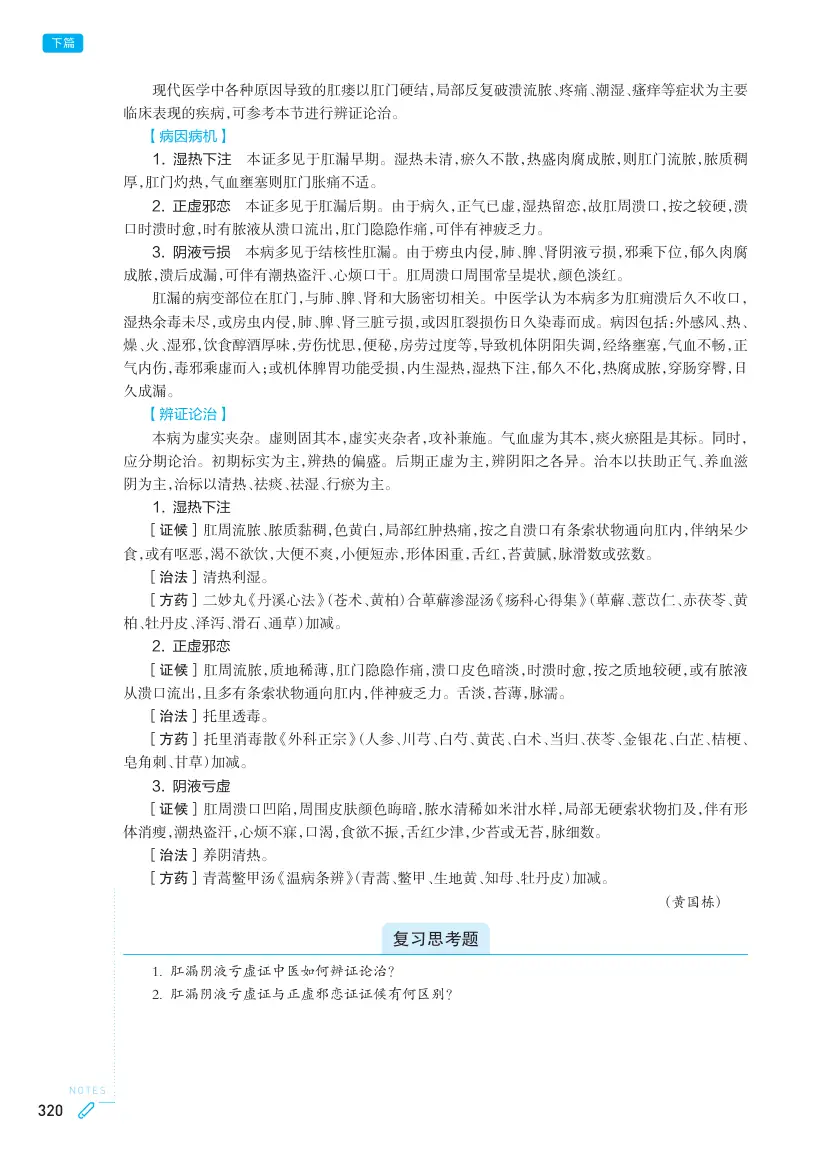 下篇
现代医学中各种原因导致的肛瘘以肛门硬结,局部反复破溃流脓、疼痛、潮湿、瘙痒等症状为主要
临床表现的疾病,可参考本节进行辨证论治。
【病因病机】
1. 湿热下注　本证多见于肛漏早期。湿热未清,瘀久不散,热盛肉腐成脓,则肛门流脓,脓质稠
厚,肛门灼热,气血壅塞则肛门胀痛不适。
2. 正虚邪恋　本证多见于肛漏后期。由于病久,正气已虚,湿热留恋,故肛周溃口,按之较硬,溃
口时溃时愈,时有脓液从溃口流出,肛门隐隐作痛,可伴有神疲乏力。
3. 阴液亏损　本病多见于结核性肛漏。由于痨虫内侵,肺、脾、肾阴液亏损,邪乘下位,郁久肉腐
成脓,溃后成漏,可伴有潮热盗汗、心烦口干。肛周溃口周围常呈堤状,颜色淡红。
肛漏的病变部位在肛门,与肺、脾、肾和大肠密切相关。中医学认为本病多为肛痈溃后久不收口,
湿热余毒未尽,或房虫内侵,肺、脾、肾三脏亏损,或因肛裂损伤日久染毒而成。病因包括:外感风、热、
燥、火、湿邪,饮食醇酒厚味,劳伤忧思,便秘,房劳过度等,导致机体阴阳失调,经络壅塞,气血不畅,正
气内伤,毒邪乘虚而入;或机体脾胃功能受损,内生湿热,湿热下注,郁久不化,热腐成脓,穿肠穿臀,日
久成漏。
【辨证论治】
本病为虚实夹杂。虚则固其本,虚实夹杂者,攻补兼施。气血虚为其本,痰火瘀阻是其标。同时,
应分期论治。初期标实为主,辨热的偏盛。后期正虚为主,辨阴阳之各异。治本以扶助正气、养血滋
阴为主,治标以清热、祛痰、祛湿、行瘀为主。
1. 湿热下注
［证候］肛周流脓、脓质黏稠,色黄白,局部红肿热痛,按之自溃口有条索状物通向肛内,伴纳呆少
食,或有呕恶,渴不欲饮,大便不爽,小便短赤,形体困重,舌红,苔黄腻,脉滑数或弦数。
［治法］清热利湿。
［方药］二妙丸《丹溪心法》(苍术、黄柏)合萆薢渗湿汤《疡科心得集》(萆薢、薏苡仁、赤茯苓、黄
柏、牡丹皮、泽泻、滑石、通草)加减。
2. 正虚邪恋
［证候］肛周流脓,质地稀薄,肛门隐隐作痛,溃口皮色暗淡,时溃时愈,按之质地较硬,或有脓液
从溃口流出,且多有条索状物通向肛内,伴神疲乏力。舌淡,苔薄,脉濡。
［治法］托里透毒。
［方药］托里消毒散《外科正宗》(人参、川芎、白芍、黄芪、白术、当归、茯苓、金银花、白芷、桔梗、
皂角刺、甘草)加减。
3. 阴液亏虚
［证候］肛周溃口凹陷,周围皮肤颜色晦暗,脓水清稀如米泔水样,局部无硬索状物扪及,伴有形
体消瘦,潮热盗汗,心烦不寐,口渴,食欲不振,舌红少津,少苔或无苔,脉细数。
［治法］养阴清热。
［方药］青蒿鳖甲汤《温病条辨》(青蒿、鳖甲、生地黄、知母、牡丹皮)加减。
(黄国栋)
复习思考题
1. 肛漏阴液亏虚证中医如何辨证论治?
2. 肛漏阴液亏虚证与正虚邪恋证证候有何区别?
NOTES
320